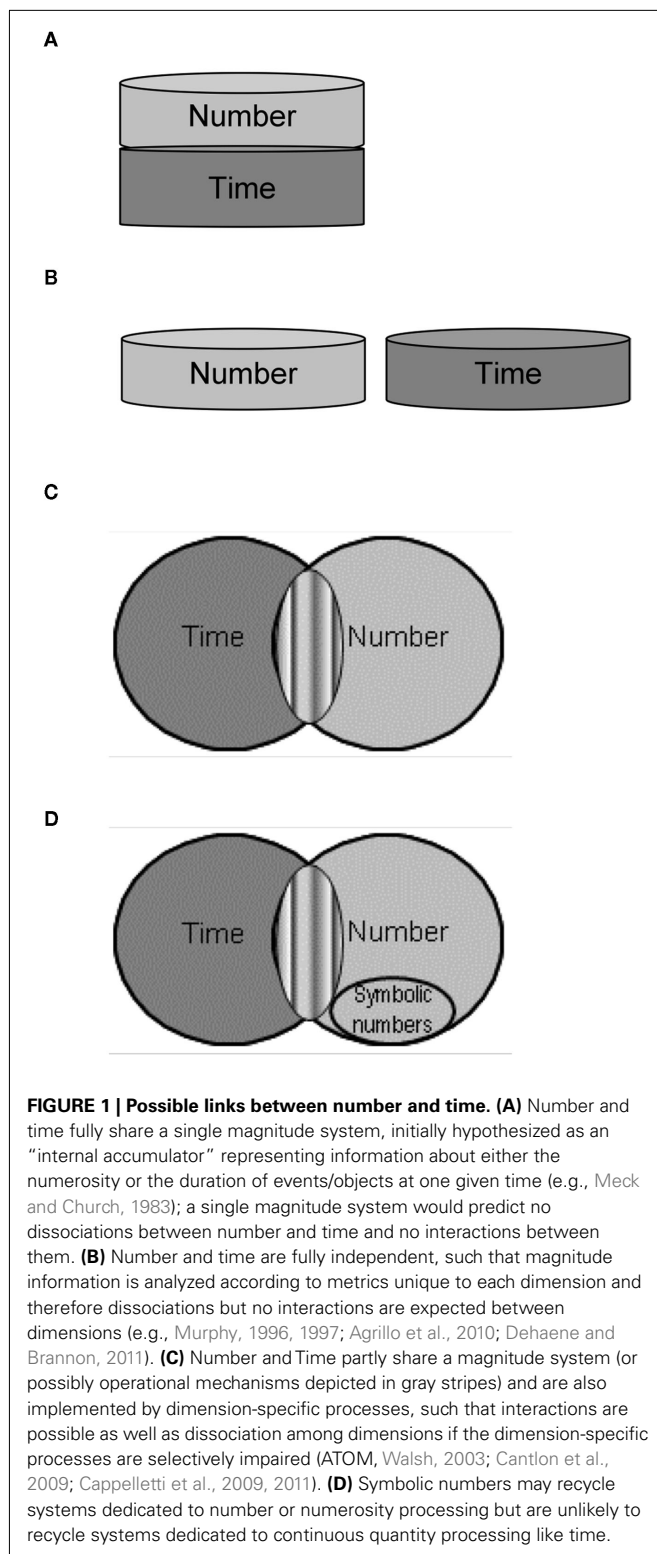 A
Number
Time
B
Number
Time
C
Time
Number
D
Time
Number
Symbolic
numbers
FIGURE 1 | Possible links between number and time. (A) Number and
time fully share a single magnitude system, initially hypothesized as an
"internal accumulator" representing information about either the
numerosity or the duration of events/objects at one given time (e.g., Meck
and Church, 1983); a single magnitude system would predict no
dissociations between number and time and no interactions between
them. (B) Number and time are fully independent, such that magnitude
information is analyzed according to metrics unique to each dimension and
therefore dissociations but no interactions are expected between
dimensions (e.g., Murphy, 1996, 1997; Agrillo et al., 2010; Dehaene and
Brannon, 2011). (C) Number and Time partly share a magnitude system (or
possibly operational mechanisms depicted in gray stripes) and are also
implemented by dimension-specific processes, such that interactions are
possible as well as dissociation among dimensions if the dimension-specific
processes are selectively impaired (ATOM, Walsh, 2003; Cantlon et al.,
2009; Cappelletti et al., 2009, 2011). (D) Symbolic numbers may recycle
systems dedicated to number or numerosity processing but are unlikely to
recycle systems dedicated to continuous quantity processing like time.